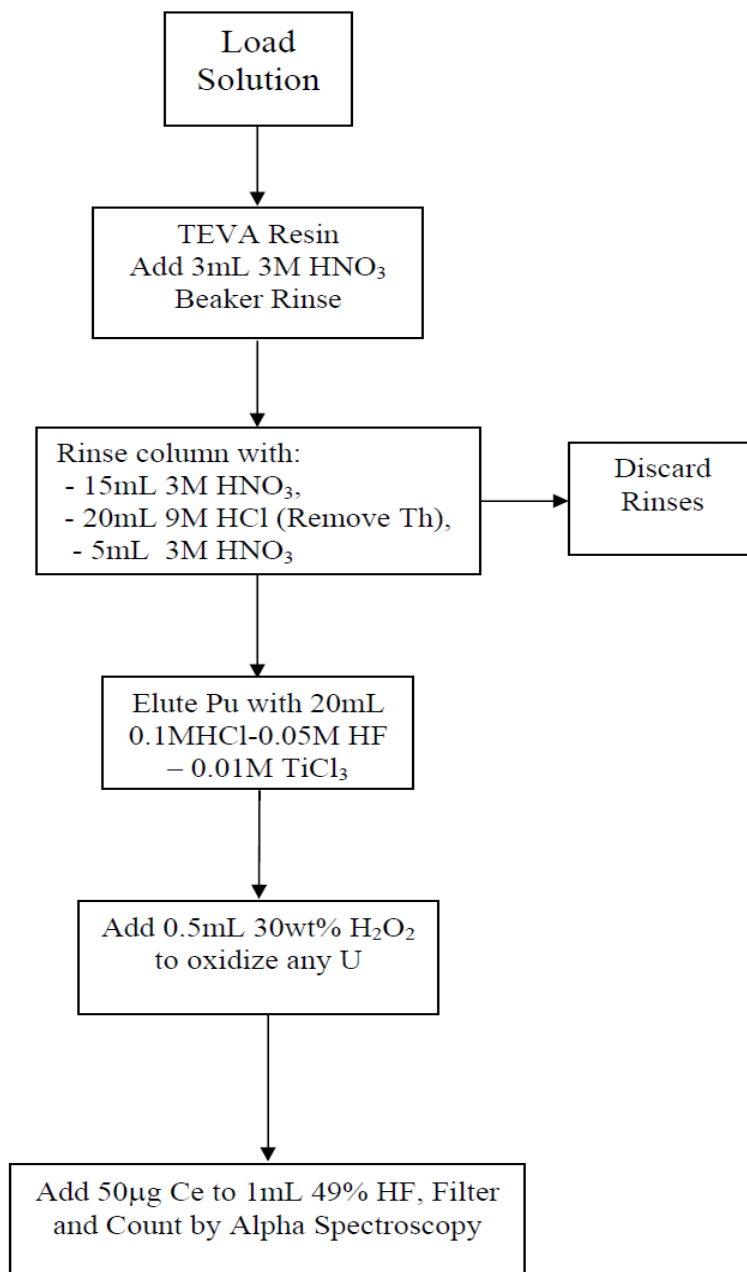 Load
Solution
TEVA Resin
Add 3mL 3M HNO₃
Beaker Rinse
Rinse column with:
- 15mL 3M HNO₃,
- 20mL 9M HCl (Remove Th),
- 5mL 3M HNO₃
Discard
Rinses
Elute Pu with 20mL
0.1MHCl-0.05M HF
– 0.01M TiCl₃
Add 0.5mL 30wt% H₂O₂
to oxidize any U
Add 50μg Ce to 1mL 49% HF, Filter
and Count by Alpha Spectroscopy